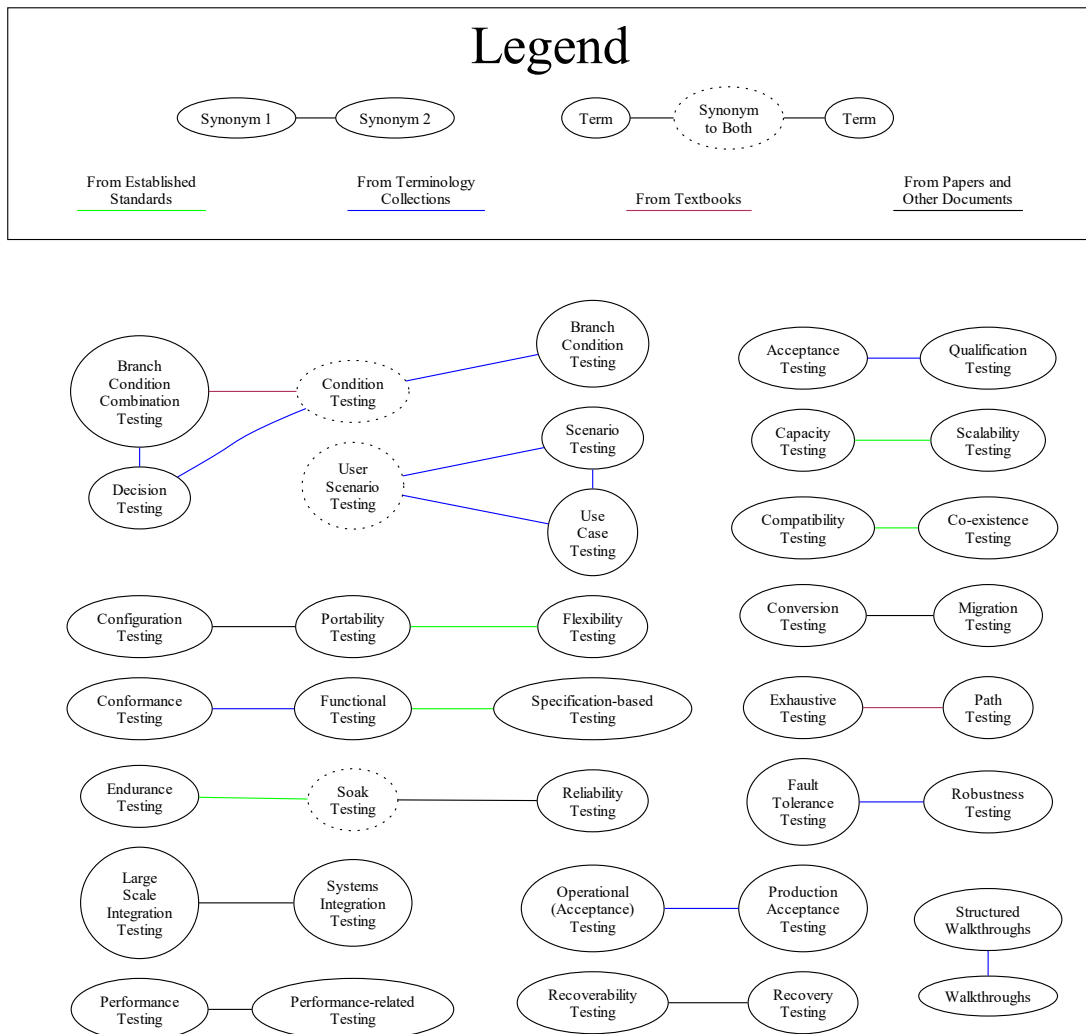 Legend
Synonym 1
Synonym 2
Term
Synonym
to Both
Term
From Established
Standards
From Terminology
Collections
From Textbooks
From Papers and
Other Documents
Branch
Condition
Combination
Testing
Condition
Testing
Branch
Condition
Testing
Decision
Testing
User
Scenario
Testing
Scenario
Testing
Use
Case
Testing
Acceptance
Testing
Qualification
Testing
Capacity
Testing
Scalability
Testing
Compatibility
Testing
Co-existence
Testing
Configuration
Testing
Portability
Testing
Flexibility
Testing
Conversion
Testing
Migration
Testing
Conformance
Testing
Functional
Testing
Specification-based
Testing
Exhaustive
Testing
Path
Testing
Endurance
Testing
Soak
Testing
Reliability
Testing
Fault
Tolerance
Testing
Robustness
Testing
Large
Scale
Integration
Testing
Systems
Integration
Testing
Operational
(Acceptance)
Testing
Production
Acceptance
Testing
Structured
Walkthroughs
Walkthroughs
Performance
Testing
Performance-related
Testing
Recoverability
Testing
Recovery
Testing